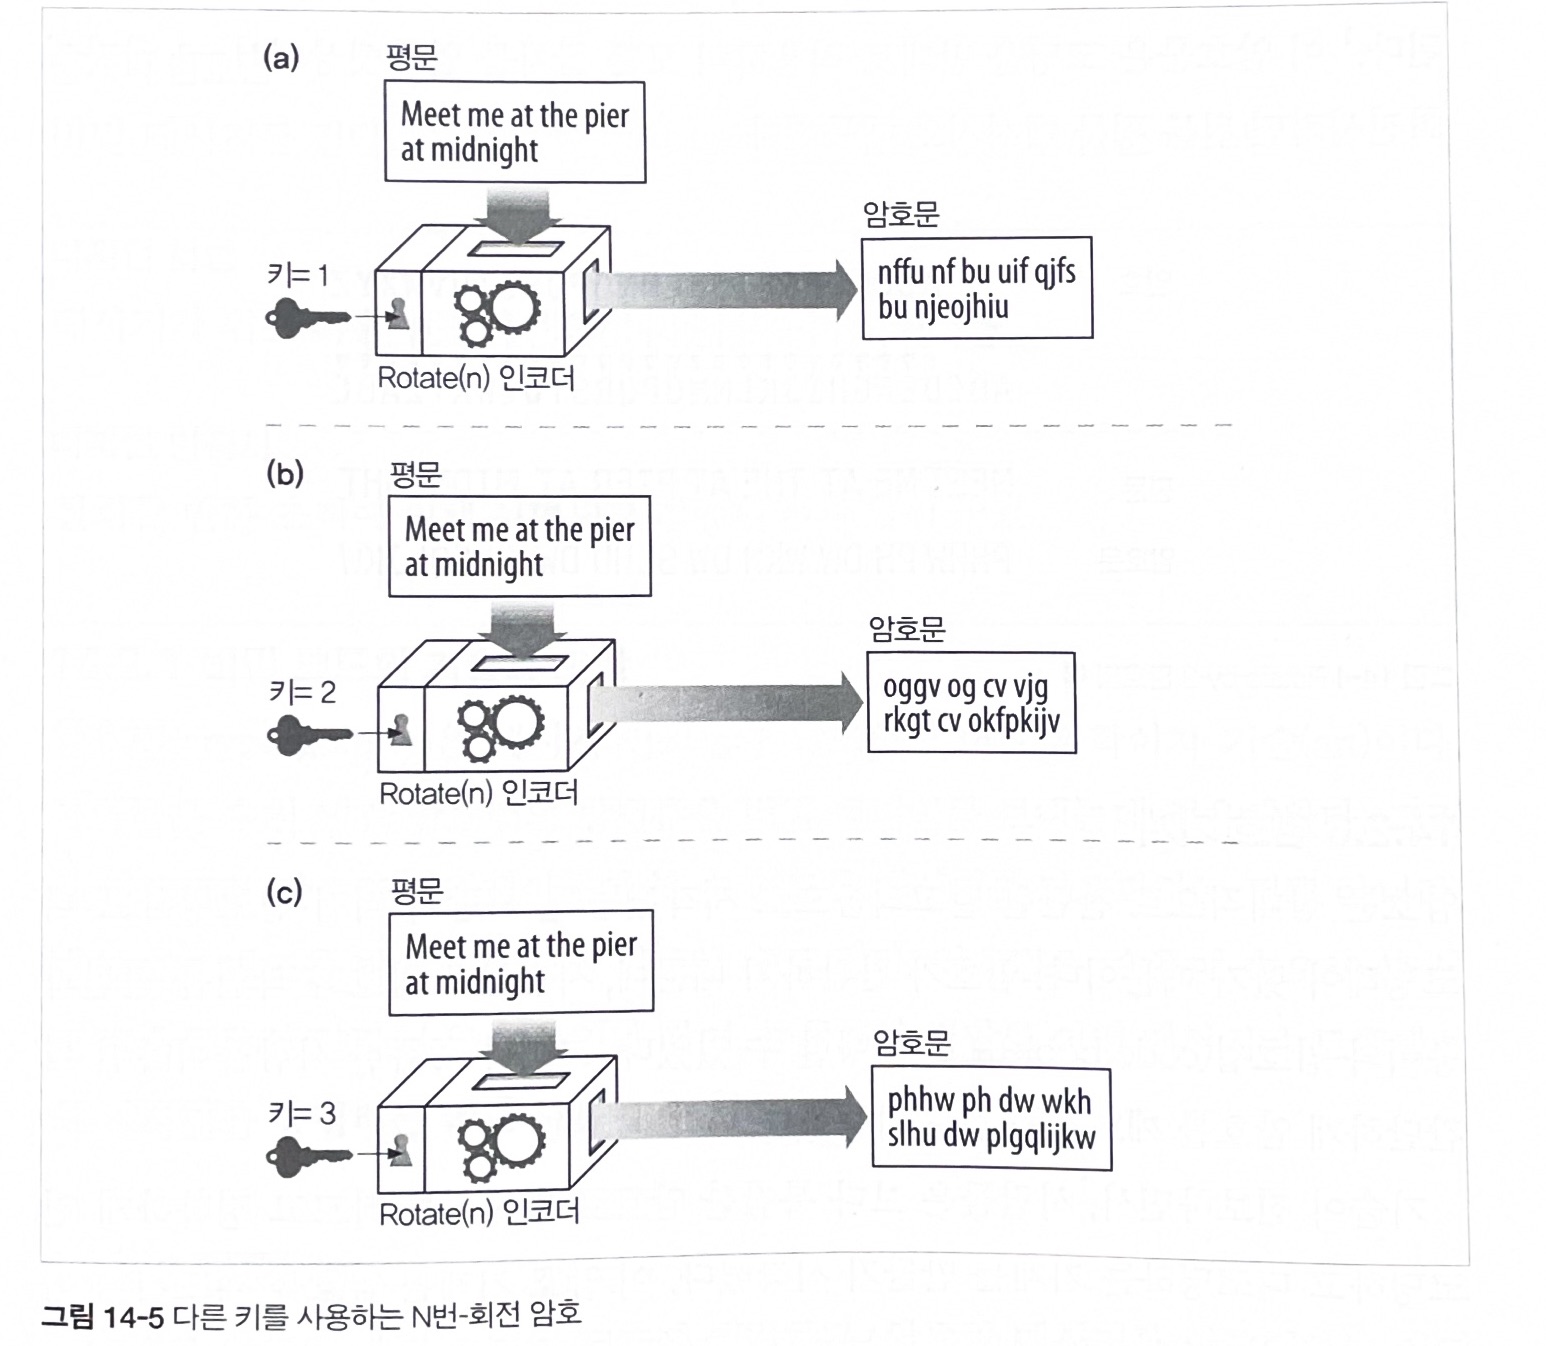 (a)
평문
Meet me at the pier
at midnight
키= 1
Rotate(n) 인코더
암호문
nffu nf bu uif qjfs
bu njeojhiu
(b)
평문
Meet me at the pier
at midnight
키= 2
Rotate(n) 인코더
암호문
oggv og cv vjg
rkgt cv okfpkijv
(c)
평문
Meet me at the pier
at midnight
키= 3
Rotate(n) 인코더
암호문
phhw ph dw wkh
slhu dw plgqlijkw
그림 14-5 다른 키를 사용하는 N번-회전 암호